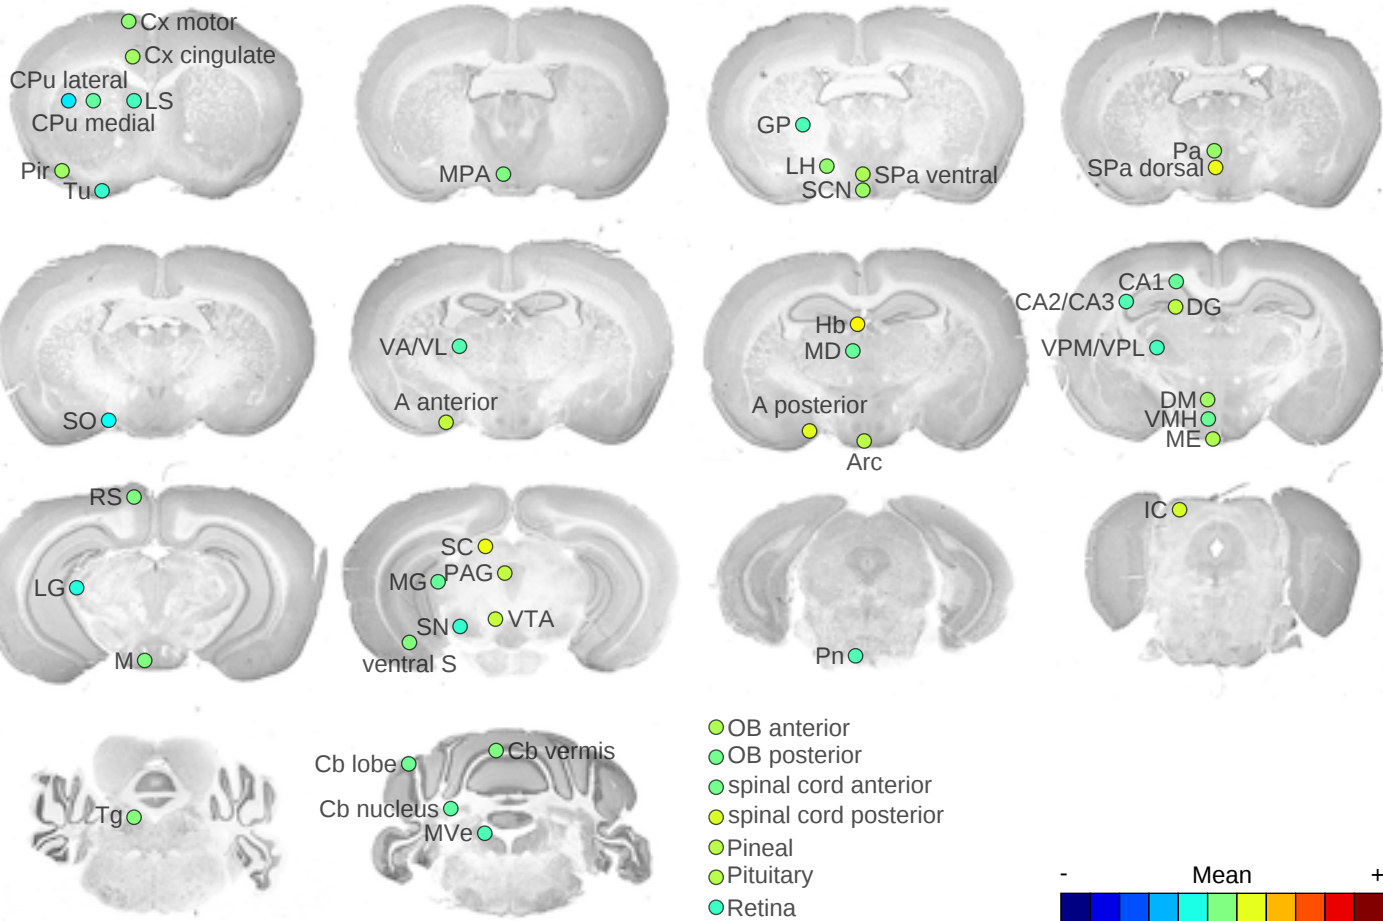 Cx motor
Cx cingulate
CPu lateral
LS
CPu medial
Pir
Tu
MPA
GP
LH
SPa ventral
SCN
Pa
SPa dorsal
SO
VA/VL
A anterior
Hb
MD
A posterior
Arc
CA1
CA2/CA3
DG
VPM/VPL
DM
VMH
ME
RS
LG
M
SC
PAG
MG
VTA
SN
ventral S
Pn
IC
Tg
Cb vermis
Cb lobe
Cb nucleus
MVe
OB anterior
OB posterior
spinal cord anterior
spinal cord posterior
Pineal
Pituitary
Retina
- Mean +